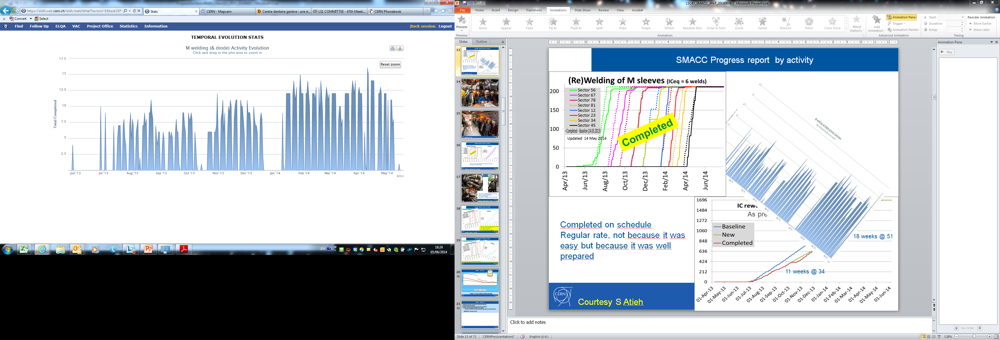 https://wish.web.cern.ch/wish/stats/time/?sector=-1&task=57
Stats
CERN - Mapcern
Centre dentaire genève : une é...
LS1 COMMITTEE - 47th Meeti...
CERN Phonebook
Convert
Select
Find Follow Up ELQA VAC Project Office Statistics Information
jtock session. Logout
TEMPORAL EVOLUTION STATS
M welding (& diode) Activity Evolution
Click and drag in the plot area to zoom in
Reset zoom
Total Completed
17.5
15
12.5
10
7.5
5
2.5
Jun '13 Jul '13 Aug '13 Sep '13 Oct '13 Nov '13 Dec '13 Jan '14 Feb '14 Mar '14 Apr '14 May '14
WISH
EN
18:24
05/06/2014
LSC47_SMACC_JPhT_20140606 - Microsoft PowerPoint
File Home Insert Design Transitions Animations Slide Show Review View Acrobat
Preview
None Appear Fade Fly In Float In Split Wipe Shape Wheel Random Bars Grow & Turn Zoom Swivel Bounce Pulse Color Pulse
Effect Options
Add Animation
Animation Pane
Trigger
Animation Painter
Start:
Duration:
Delay:
Reorder Animation
Move Earlier
Move Later
Preview Animation Advanced Animation Timing
Slides Outline
13
14
15
16
17
18
19
20
21
SMACC Progress report by activity
(Re)Welding of M sleeves (ICeq ≈ 6 welds)
200
150
100
50
0
Sector 56
Sector 67
Sector 78
Sector 81
Sector 12
Sector 23
Sector 34
Sector 45
Completed--- Baseline (14.03.2013)
Updated 14 May 2014
Completed
Apr/13 Jun/13 Aug/13 Oct/13 Dec/13 Feb/14 Apr/14 Jun/14
M welding (& diode) Activity Evolution
Completed on schedule
Regular rate, not because it was
easy but because it was well
prepared
1696
1484
1272
1060
848
636
424
212
0
IC rew
As pre
Baseline
New
Completed
18 weeks @ 51
11 weeks @ 34
01-Apr-13 01-May-13 01-Jun-13 01-Jul-13 01-Aug-13 01-Sep-13 01-Oct-13 01-Nov-13 01-Dec-13 01-Jan-14 01-Feb-14 01-Mar-14 01-Apr-14 01-May-14 01-Jun-14
CERN
Courtesy S Atieh
Animation Pane
Play
Re-Order
Click to add notes
Slide 13 of 72
"CERNPre|üsentation1"
English (U.K.)
128%